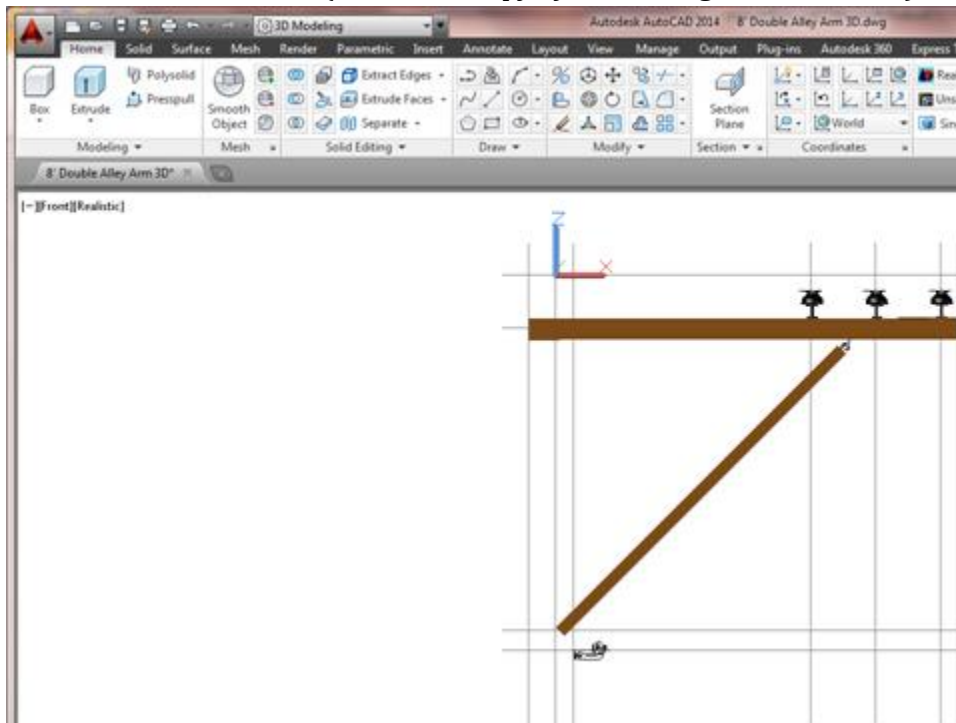 3D Modeling
Autodesk AutoCAD 2014 8' Double Alley Arm 3D.dwg
Home Solid Surface Mesh Render Parametric Insert Annotate Layout View Manage Output Plug-ins Autodesk 360 Express
Box
Extrude
Polysolid
Presspull
Smooth Object
Extract Edges
Extrude Faces
Separate
Section Plane
World
Rea
Uns
Sin
Modeling Mesh Solid Editing Draw Modify Section Coordinates
8' Double Alley Arm 3D*
[-][Front][Realistic]
Z
X